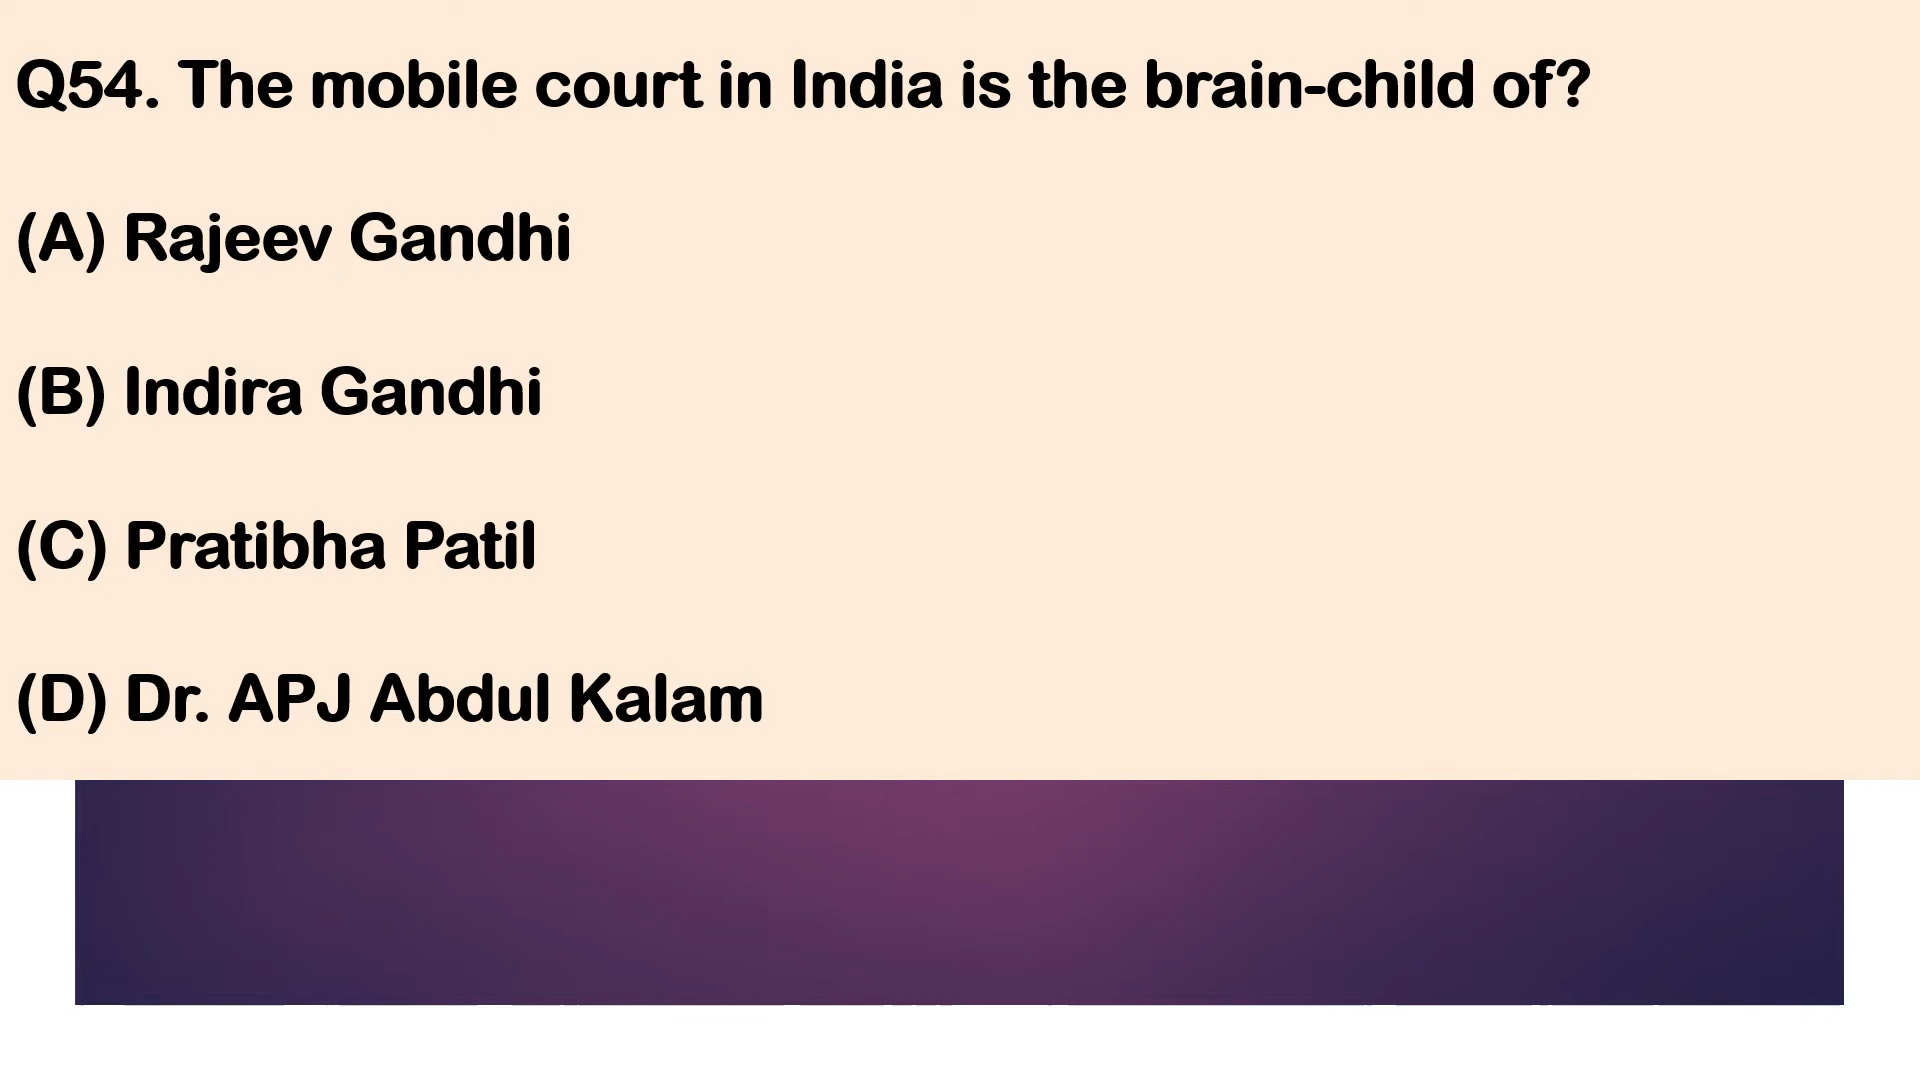 Q54. The mobile court in India is the brain-child of?
(A) Rajeev Gandhi
(B) Indira Gandhi
(C) Pratibha Patil
(D) Dr. APJ Abdul Kalam